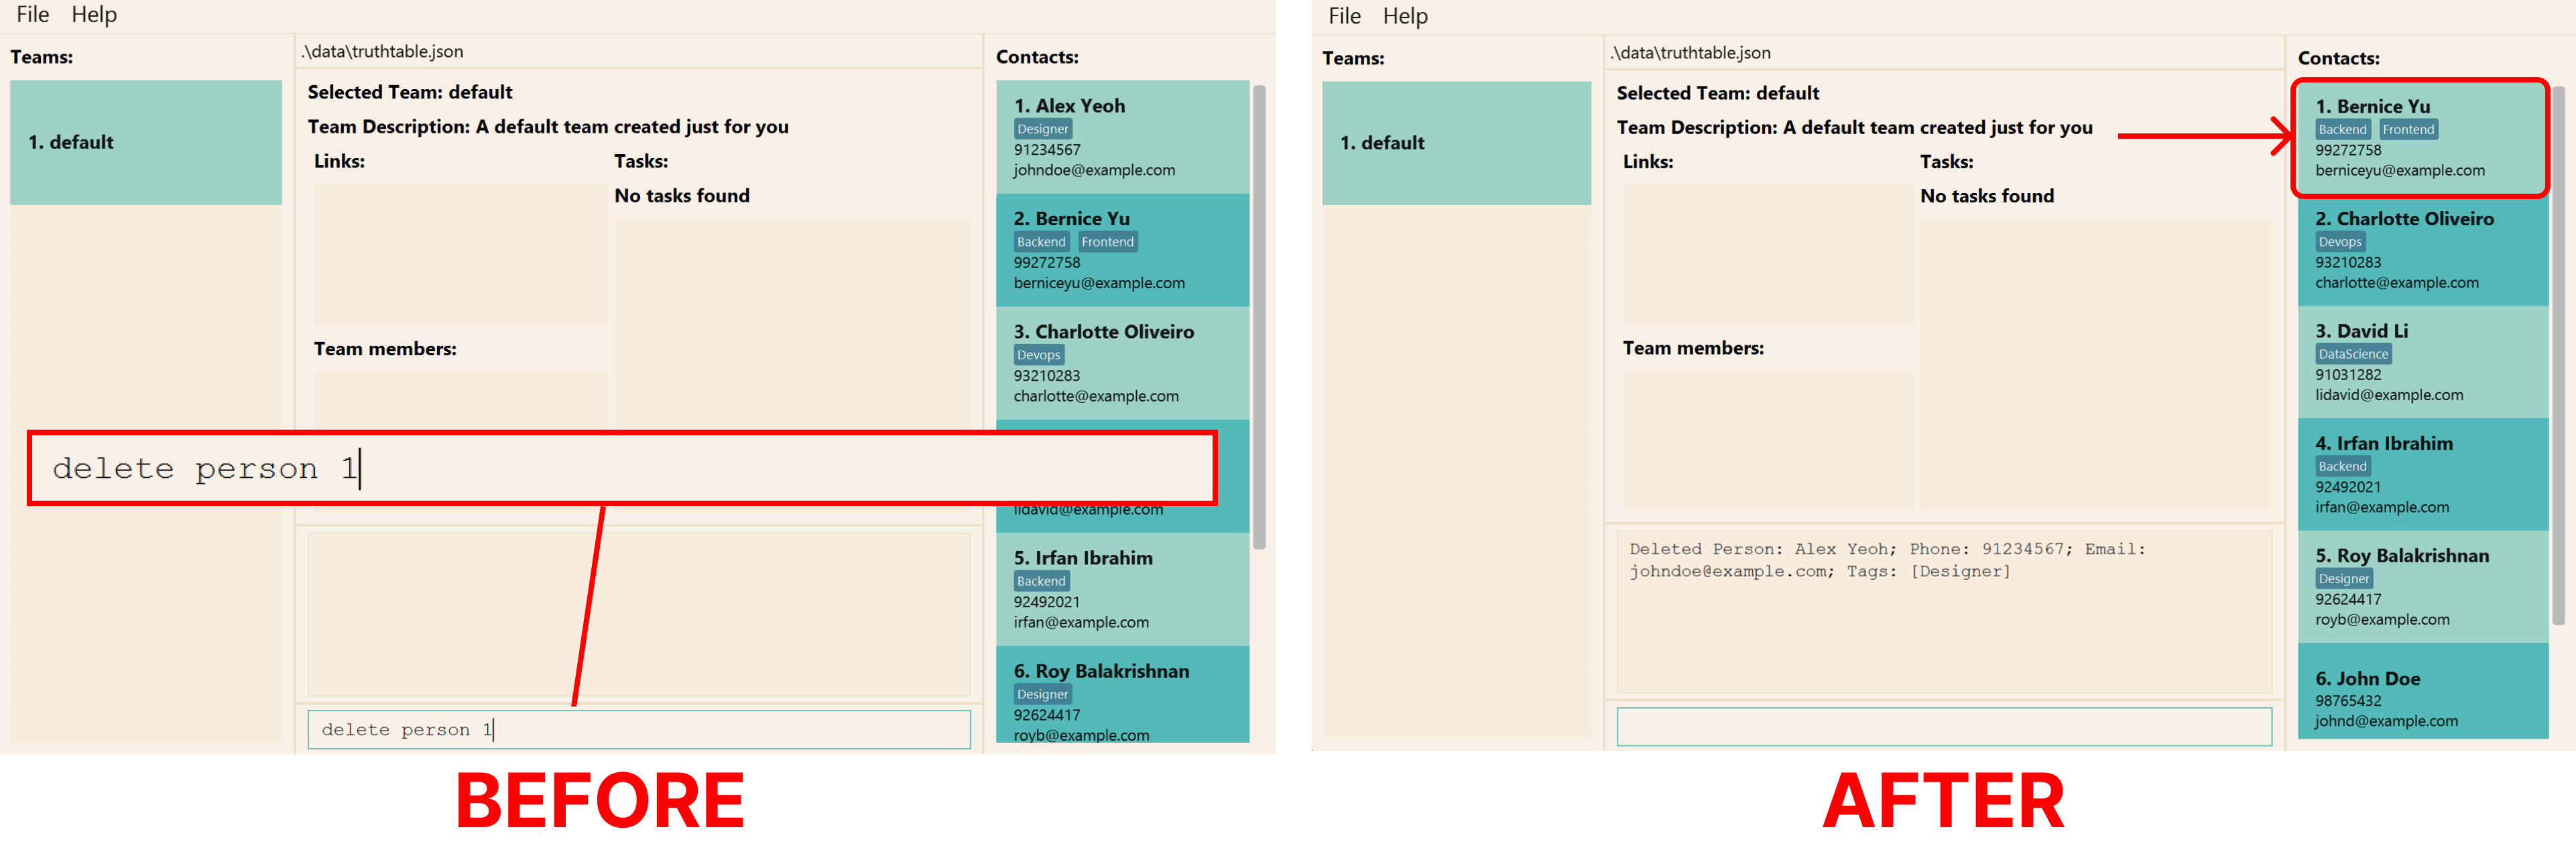 File Help
Teams:
1. default
.\data\truthtable.json
Selected Team: default
Team Description: A default team created just for you
Links:
Tasks:
No tasks found
Team members:
Contacts:
1. Alex Yeoh
Designer
91234567
johndoe@example.com
2. Bernice Yu
Backend Frontend
99272758
berniceyu@example.com
3. Charlotte Oliveiro
Devops
93210283
charlotte@example.com
delete person 1
lidavid@example.com
5. Irfan Ibrahim
Backend
92492021
irfan@example.com
6. Roy Balakrishnan
Designer
92624417
royb@example.com
delete person 1
BEFORE
File Help
Teams:
1. default
.\data\truthtable.json
Selected Team: default
Team Description: A default team created just for you
Links:
Tasks:
No tasks found
Team members:
Deleted Person: Alex Yeoh; Phone: 91234567; Email:
johndoe@example.com; Tags: [Designer]
Contacts:
1. Bernice Yu
Backend Frontend
99272758
berniceyu@example.com
2. Charlotte Oliveiro
Devops
93210283
charlotte@example.com
3. David Li
DataScience
91031282
lidavid@example.com
4. Irfan Ibrahim
Backend
92492021
irfan@example.com
5. Roy Balakrishnan
Designer
92624417
royb@example.com
6. John Doe
98765432
johnd@example.com
AFTER